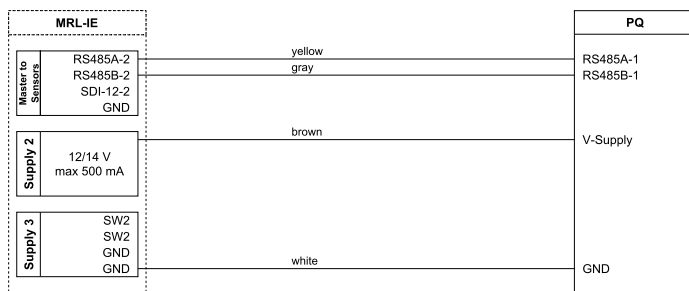 MRL-IE
PQ
Master to
Sensors
RS485A-2
yellow
RS485A-1
RS485B-2
gray
RS485B-1
SDI-12-2
GND
Supply 2
12/14 V
max 500 mA
brown
V-Supply
Supply 3
SW2
SW2
GND
GND
white
GND